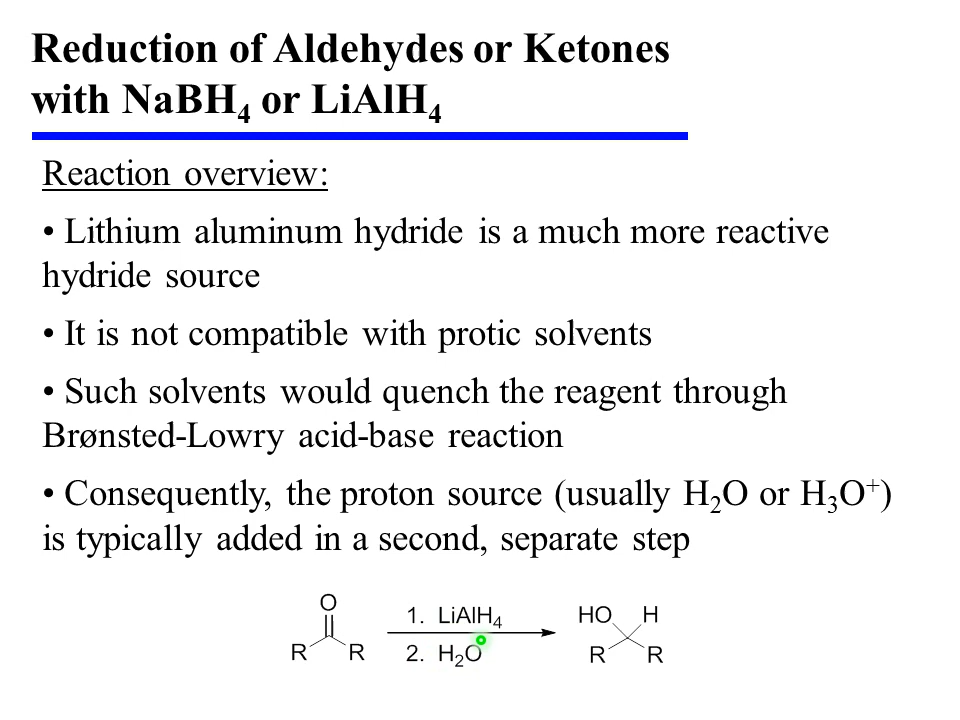 Reduction of Aldehydes or Ketones
with NaBH₄ or LiAlH₄
Reaction overview:
• Lithium aluminum hydride is a much more reactive
hydride source
• It is not compatible with protic solvents
• Such solvents would quench the reagent through
Brønsted-Lowry acid-base reaction
• Consequently, the proton source (usually H₂O or H₃O⁺)
is typically added in a second, separate step
O
R R
1. LiAlH₄
2. H₂O
HO H
R R